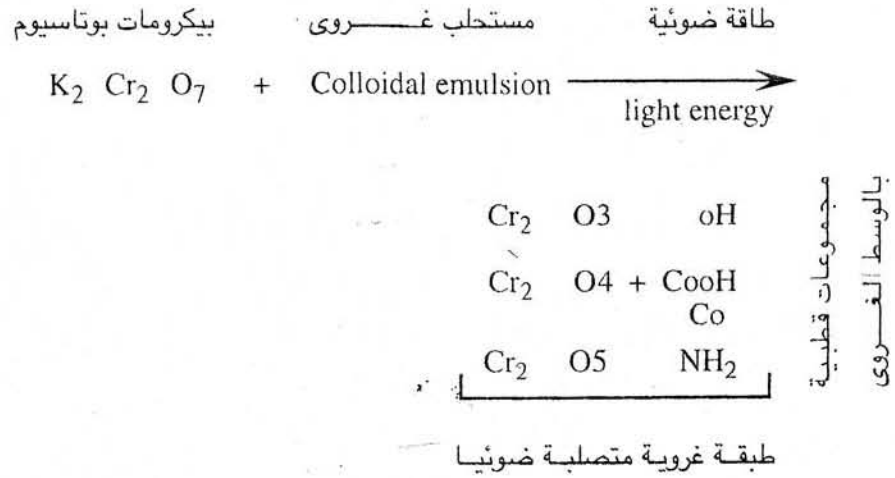 بيكرومات بوتاسيوم مستحلب غـــــروى طاقة ضوئية
K₂ Cr₂ O₇ + Colloidal emulsion ⟶
light energy
Cr₂ O3 oH
Cr₂ O4 + CooH
Co
Cr₂ O5 NH₂
مجموعات قطبية
بالوسط الغـــروى
طبقـة غروية متصلبة ضوئيـا